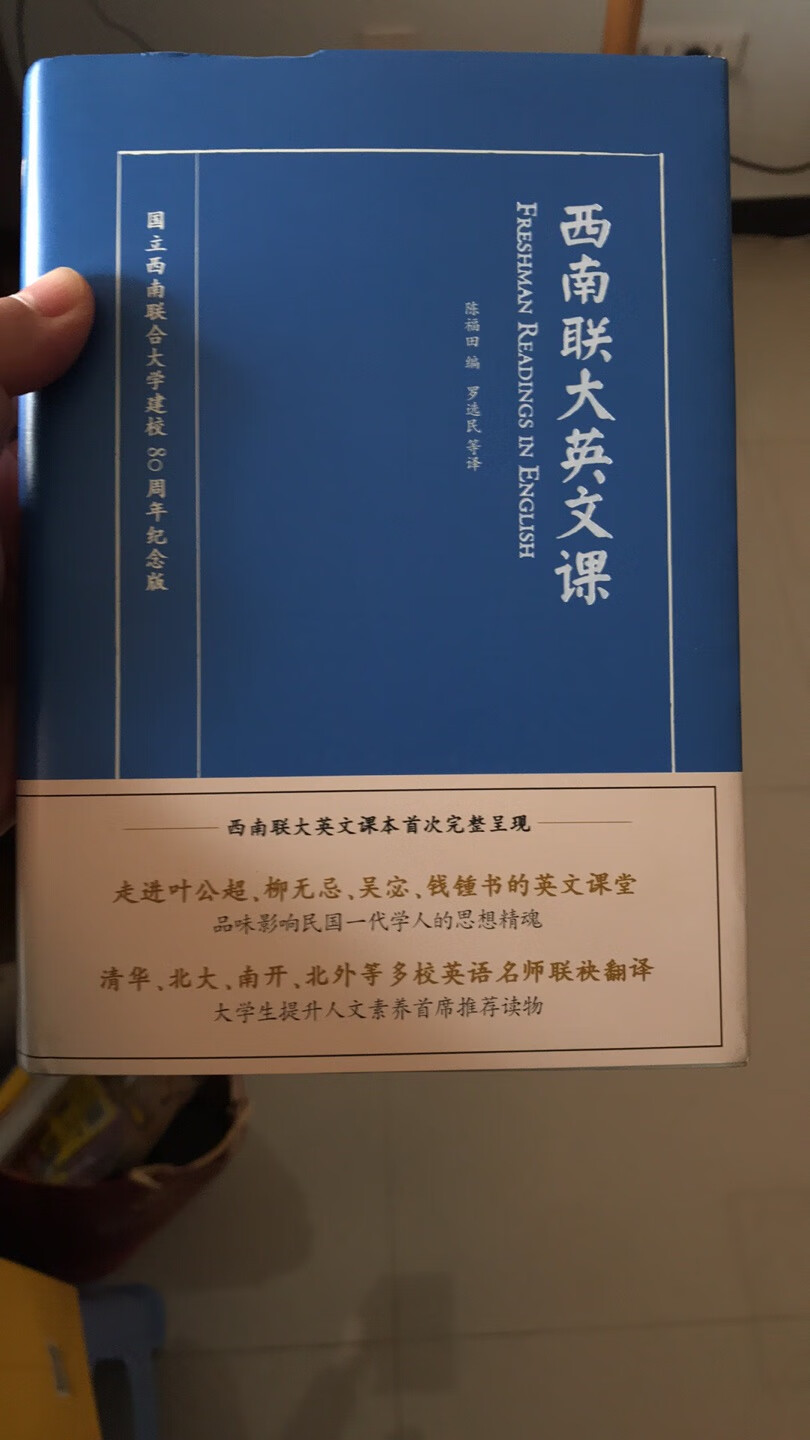 西南联大英文课
FRESHMAN READINGS IN ENGLISH
陈福田 编 罗选民 等译
国立西南联合大学建校80周年纪念版
西南联大英文课本首次完整呈现
走进叶公超、柳无忌、吴宓、钱锺书的英文课堂
品味影响民国一代学人的思想精魂
清华、北大、南开、北外等多校英语名师联袂翻译
大学生提升人文素养首席推荐读物